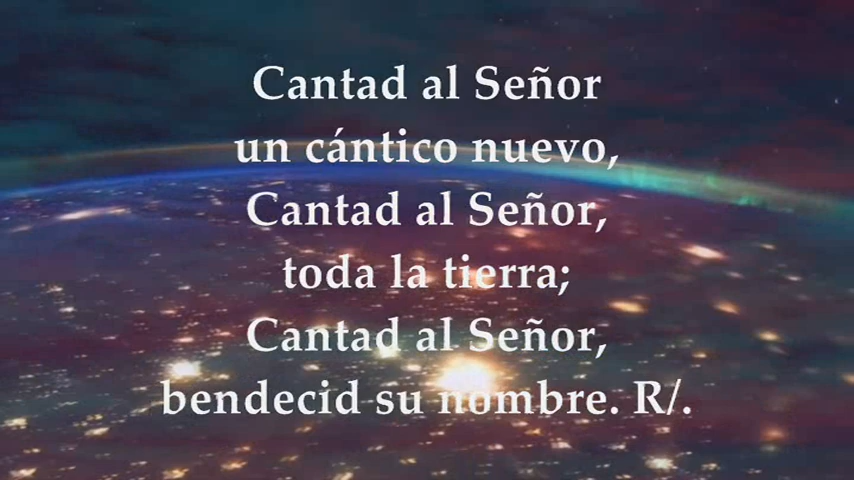 Cantad al Señor
un cántico nuevo,
Cantad al Señor,
toda la tierra;
Cantad al Señor,
bendecid su nombre. R/.